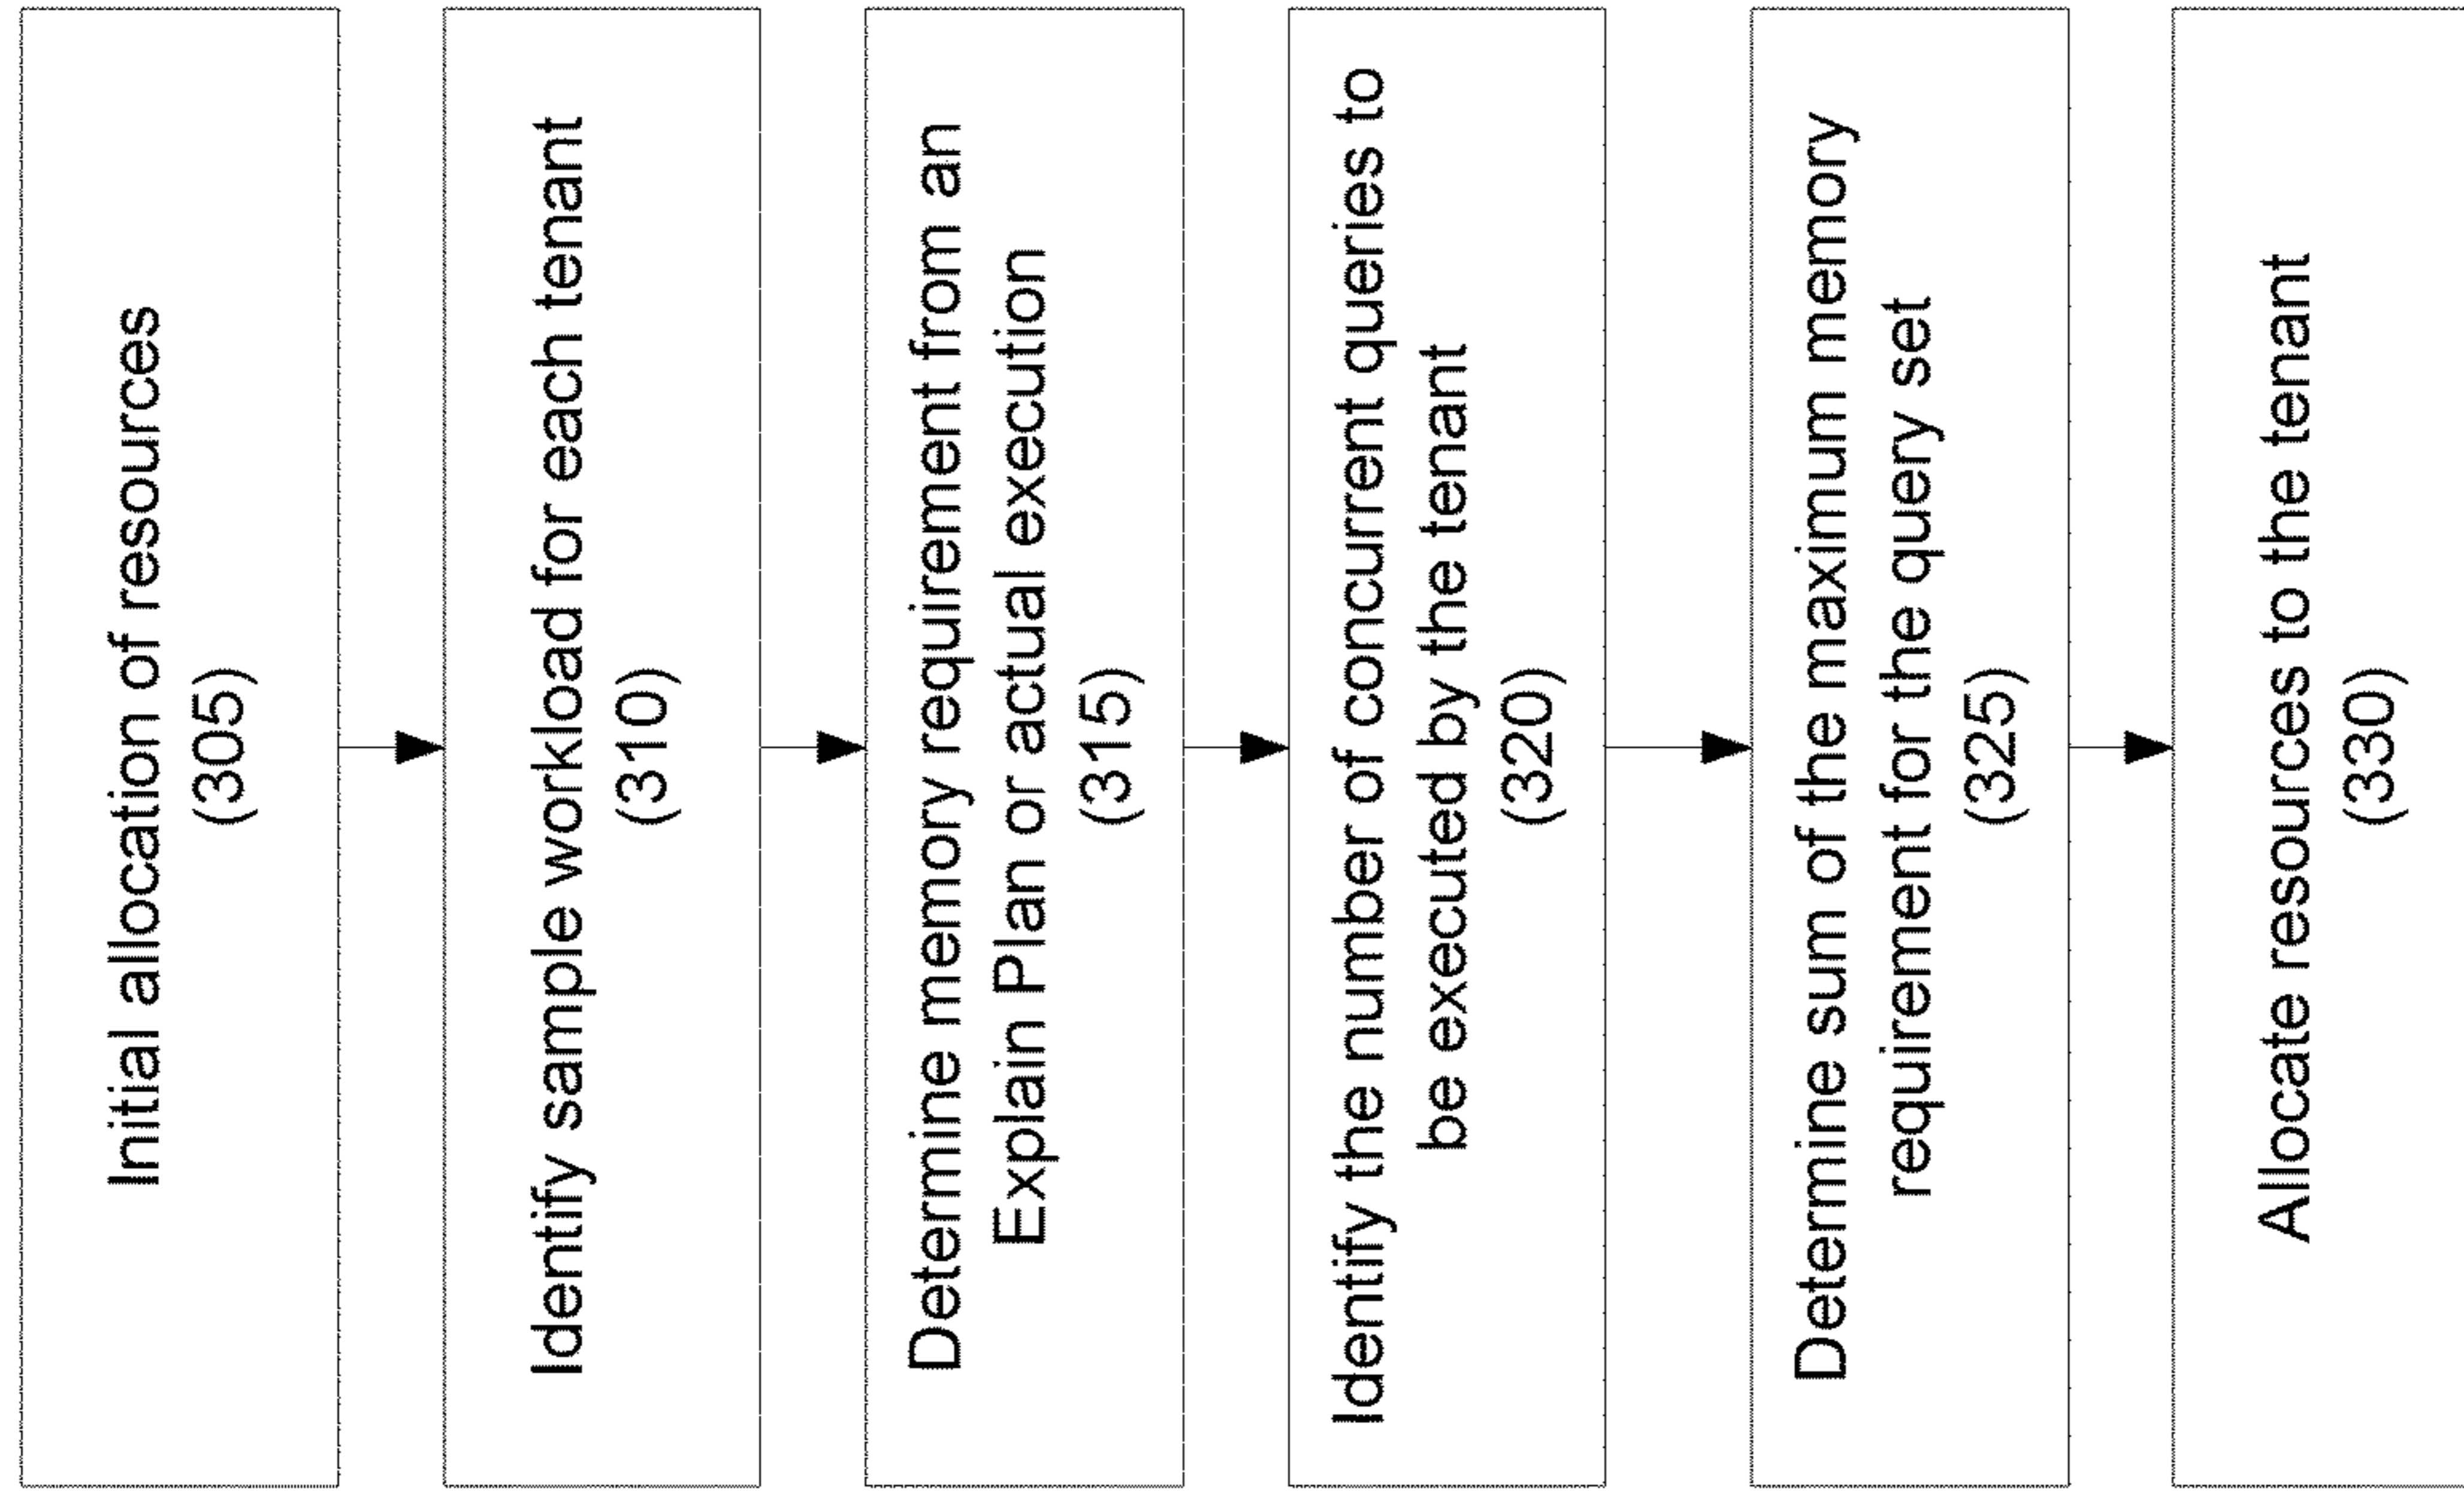 Initial allocation of resources
(305)
Identify sample workload for each tenant
(310)
Determine memory requirement from an
Explain Plan or actual execution
(315)
Identify the number of concurrent queries to
be executed by the tenant
(320)
Determine sum of the maximum memory
requirement for the query set
(325)
Allocate resources to the tenant
(330)